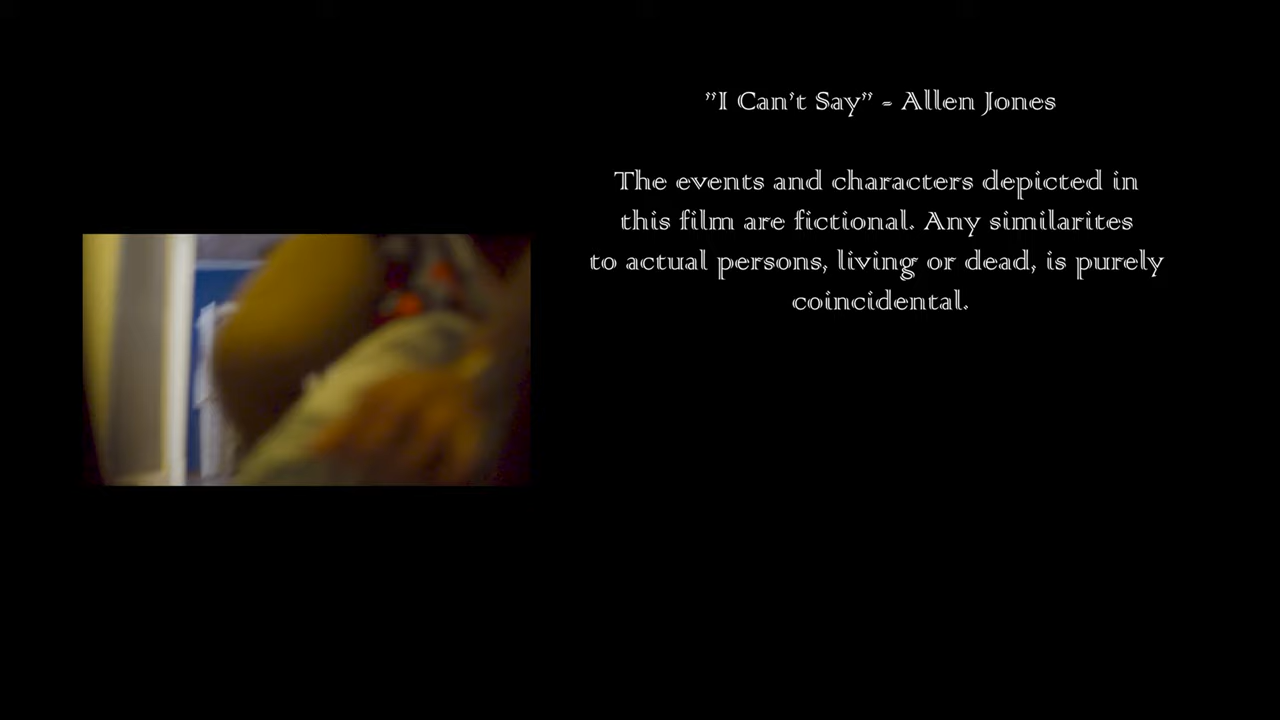 "I Can't Say" - Allen Jones
The events and characters depicted in
this film are fictional. Any similarites
to actual persons, living or dead, is purely
coincidental.